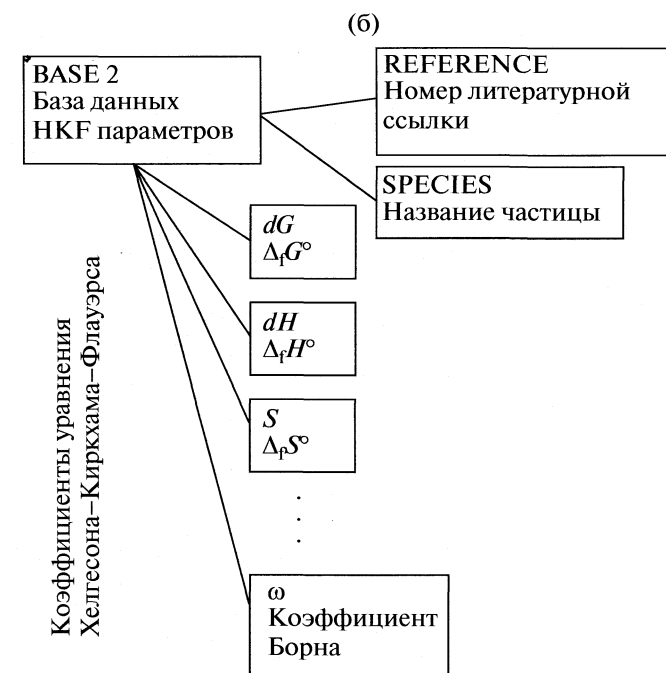 (б)
BASE 2
База данных
HKF параметров
REFERENCE
Номер литературной
ссылки
SPECIES
Название частицы
dG
ΔfG°
dH
ΔfH°
S
ΔfS°
.
.
.
ω
Коэффициент
Борна
Коэффициенты уравнения
Хелгесона–Киркхама–Флауэрса